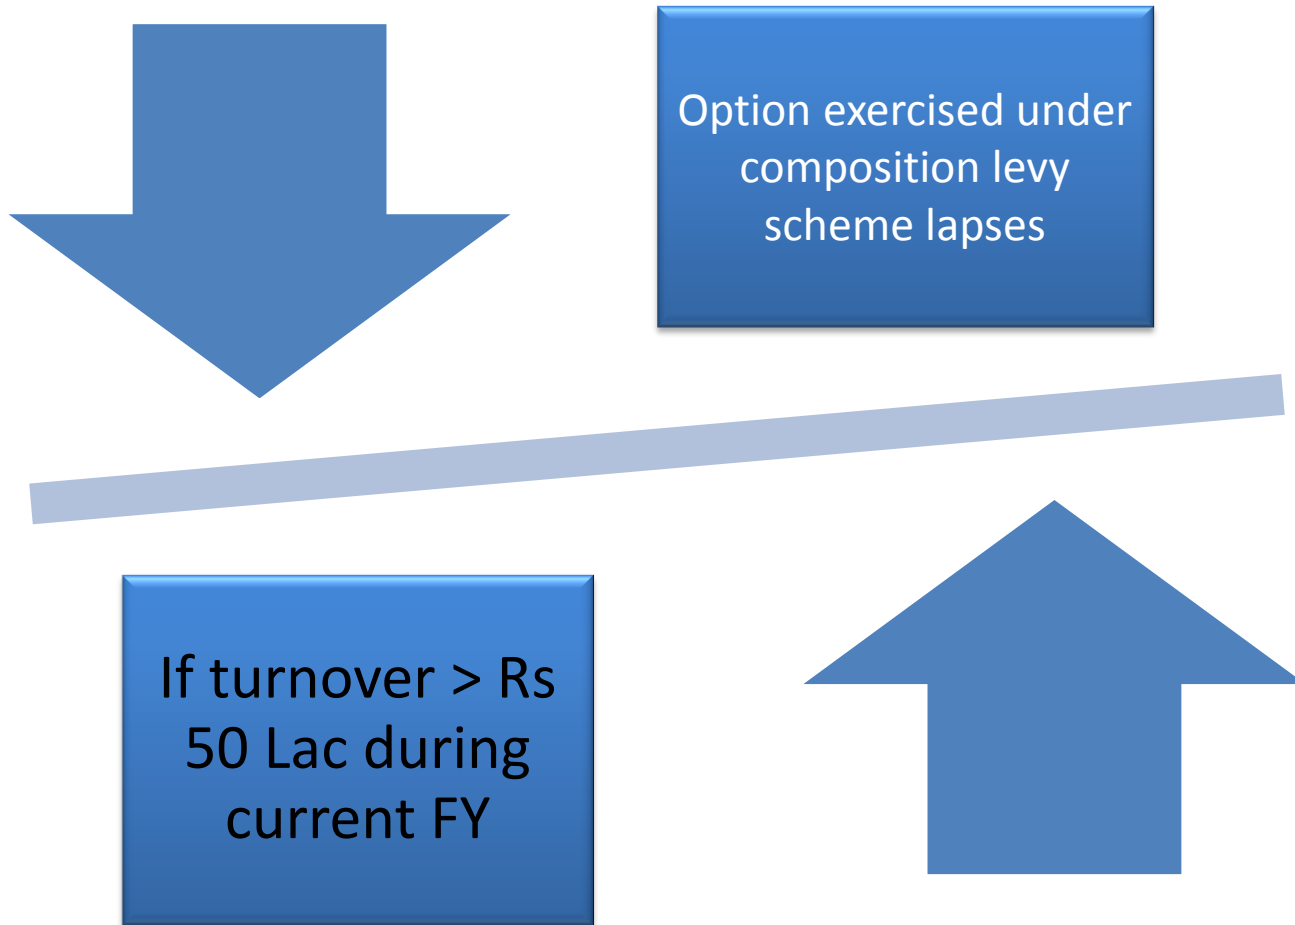 Option exercised under
composition levy
scheme lapses
If turnover > Rs
50 Lac during
current FY